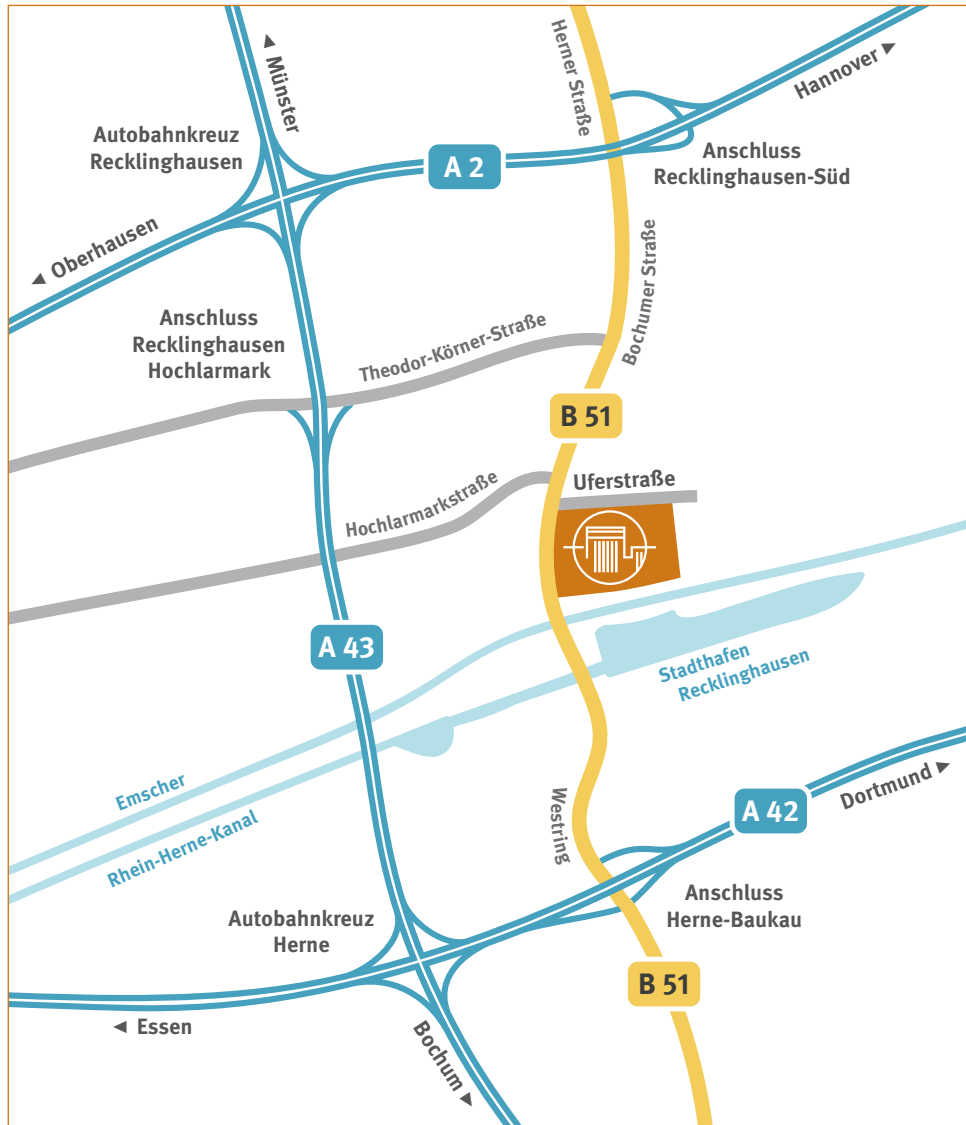 Herner Straße
◄ Münster
Hannover ►
Autobahnkreuz
Recklinghausen
A 2
Anschluss
Recklinghausen-Süd
◄ Oberhausen
Bochumer Straße
Anschluss
Recklinghausen
Hochlarmark
Theodor-Körner-Straße
B 51
Uferstraße
Hochlarmarkstraße
A 43
Stadthafen
Recklinghausen
Emscher
Rhein-Herne-Kanal
Westring
A 42
Dortmund ►
Anschluss
Herne-Baukau
Autobahnkreuz
Herne
B 51
◄ Essen
Bochum ►